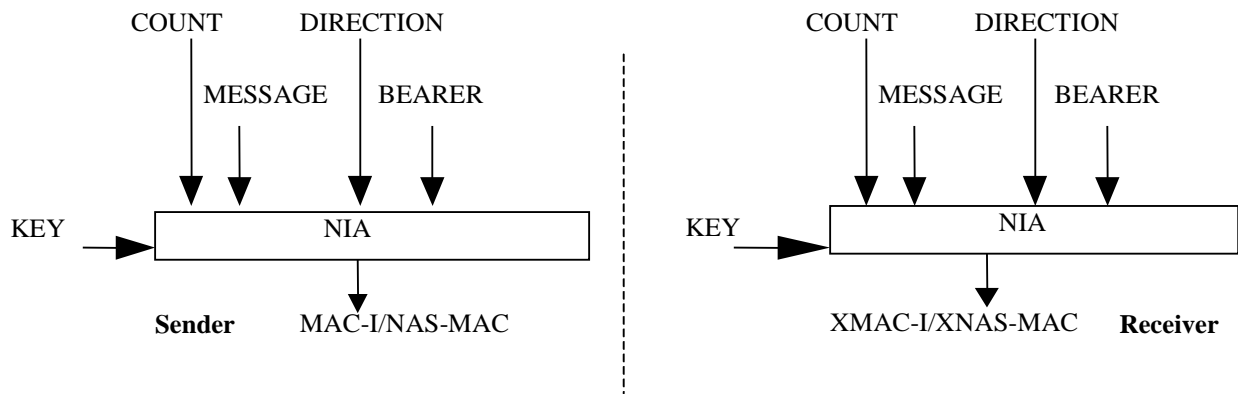 COUNT DIRECTION
MESSAGE BEARER
KEY
NIA
Sender MAC-I/NAS-MAC
COUNT DIRECTION
MESSAGE BEARER
KEY
NIA
XMAC-I/XNAS-MAC Receiver